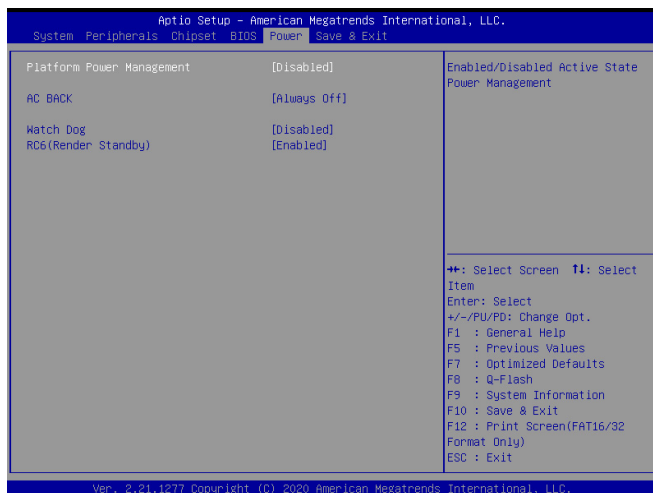 Aptio Setup – American Megatrends International, LLC.
System Peripherals Chipset BIOS Power Save & Exit
Platform Power Management [Disabled]
AC BACK [Always Off]
Watch Dog [Disabled]
RC6(Render Standby) [Enabled]
Enabled/Disabled Active State
Power Management
→←: Select Screen ↑↓: Select
Item
Enter: Select
+/-/PU/PD: Change Opt.
F1 : General Help
F5 : Previous Values
F7 : Optimized Defaults
F8 : Q-Flash
F9 : System Information
F10 : Save & Exit
F12 : Print Screen(FAT16/32
Format Only)
ESC : Exit
Ver. 2.21.1277 Copyright (C) 2020 American Megatrends International, LLC.